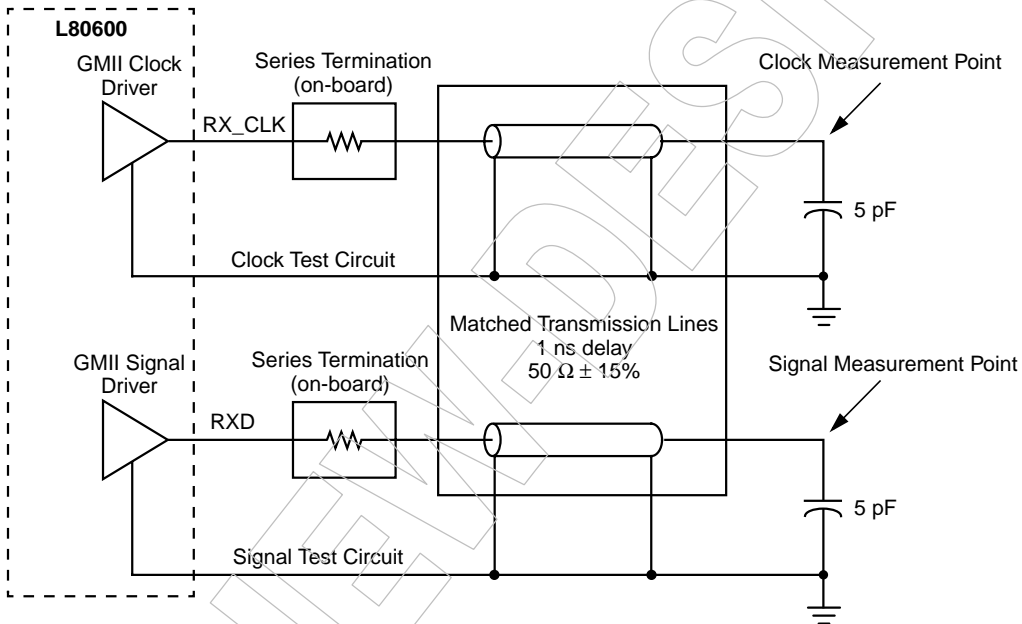 L80600
GMII Clock
Driver
RX_CLK
Series Termination
(on-board)
Clock Measurement Point
5 pF
Clock Test Circuit
Matched Transmission Lines
1 ns delay
50 Ω ± 15%
GMII Signal
Driver
RXD
Series Termination
(on-board)
Signal Measurement Point
5 pF
Signal Test Circuit